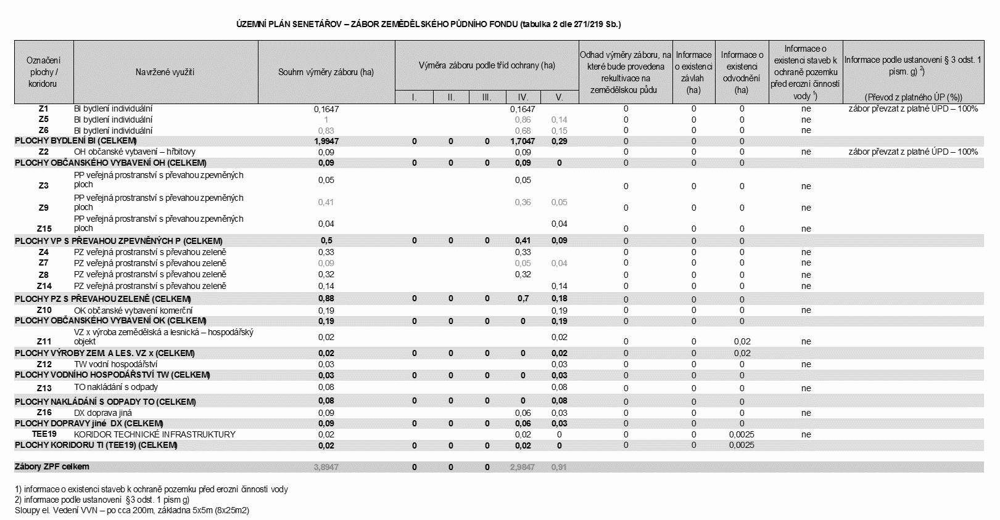 ÚZEMNÍ PLÁN SENETÁŘOV – ZÁBOR ZEMĚDĚLSKÉHO PŮDNÍHO FONDU (tabulka 2 dle 271/219 Sb.)
Označení plochy / koridoru | Navržené využití | Souhrn výměry záboru (ha) | Výměra záboru podle tříd ochrany (ha) | Odhad výměry záboru, na které bude provedena rekultivace na zemědělskou půdu | Informace o existenci závlah (ha) | Informace o existenci odvodnění (ha) | Informace o existenci staveb k ochraně pozemku před erozní činností vody ¹) | Informace podle ustanovení § 3 odst. 1 písm. g) ²) (Převod z platného ÚP (%))
I. II. III. IV. V.
Z1 BI bydlení individuální 0,1647 0,1647 0 0 0 ne zábor převzat z platné ÚPD – 100%
Z5 BI bydlení individuální 1 0,86 0,14 0 0 0 ne
Z6 BI bydlení individuální 0,83 0,68 0,15 0 0 0 ne
PLOCHY BYDLENÍ BI (CELKEM) 1,9947 0 0 0 1,7047 0,29 0 0 0
Z2 OH občanské vybavení – hřbitovy 0,09 0,09 0 0 0 ne zábor převzat z platné ÚPD – 100%
PLOCHY OBČANSKÉHO VYBAVENÍ OH (CELKEM) 0,09 0 0 0 0,09 0 0 0 0
Z3 PP veřejná prostranství s převahou zpevněných ploch 0,05 0,05 0 0 0 ne
Z9 PP veřejná prostranství s převahou zpevněných ploch 0,41 0,36 0,05 0 0 0 ne
Z15 PP veřejná prostranství s převahou zpevněných ploch 0,04 0,04 0 0 0 ne
PLOCHY VP S PŘEVAHOU ZPEVNĚNÝCH P (CELKEM) 0,5 0 0 0 0,41 0,09 0 0 0
Z4 PZ veřejná prostranství s převahou zeleně 0,33 0,33 0 0 0 ne
Z7 PZ veřejná prostranství s převahou zeleně 0,09 0,05 0,04 0 0 0 ne
Z8 PZ veřejná prostranství s převahou zeleně 0,32 0,32 0 0 0 ne
Z14 PZ veřejná prostranství s převahou zeleně 0,14 0,14 0 0 0 ne
PLOCHY PZ S PŘEVAHOU ZELENĚ (CELKEM) 0,88 0 0 0 0,7 0,18 0 0 0
Z10 OK občanské vybavení komerční 0,19 0,19 0 0 0 ne
PLOCHY OBČANSKÉHO VYBAVENÍ OK (CELKEM) 0,19 0 0 0 0 0,19 0 0 0
Z11 VZ x výroba zemědělská a lesnická – hospodářský objekt 0,02 0,02 0 0 0,02 ne
PLOCHY VÝROBY ZEM. A LES. VZ x (CELKEM) 0,02 0 0 0 0 0,02 0 0 0,02
Z12 TW vodní hospodářství 0,03 0,03 0 0 0 ne
PLOCHY VODNÍHO HOSPODÁŘSTVÍ TW (CELKEM) 0,03 0 0 0 0 0,03 0 0 0
Z13 TO nakládání s odpady 0,08 0,08 0 0 0 ne
PLOCHY NAKLÁDÁNÍ S ODPADY TO (CELKEM) 0,08 0 0 0 0 0,08 0 0 0
Z16 DX doprava jiná 0,09 0,06 0,03 0 0 0 ne
PLOCHY DOPRAVY jiné DX (CELKEM) 0,09 0 0 0 0,06 0,03 0 0 0
TEE19 KORIDOR TECHNICKÉ INFRASTRUKTURY 0,02 0,02 0 0 0 0,0025 ne
PLOCHY KORIDORU TI (TEE19) (CELKEM) 0,02 0 0 0 0,02 0 0 0 0,0025
Zábory ZPF celkem 3,8947 0 0 0 2,9847 0,91
1) informace o existenci staveb k ochraně pozemku před erozní činnosti vody
2) informace podle ustanovení §3 odst. 1 písm g)
Sloupy el. Vedení VVN – po cca 200m, základna 5x5m (8x25m2)